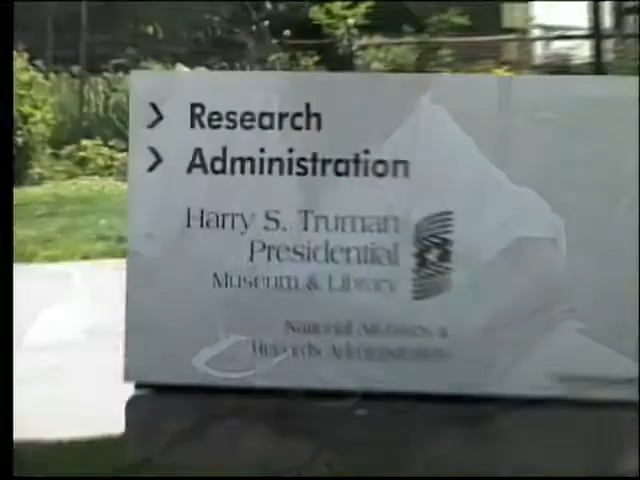 > Research
> Administration
Harry S. Truman
Presidential
Museum & Library
National Archives &
Records Administration